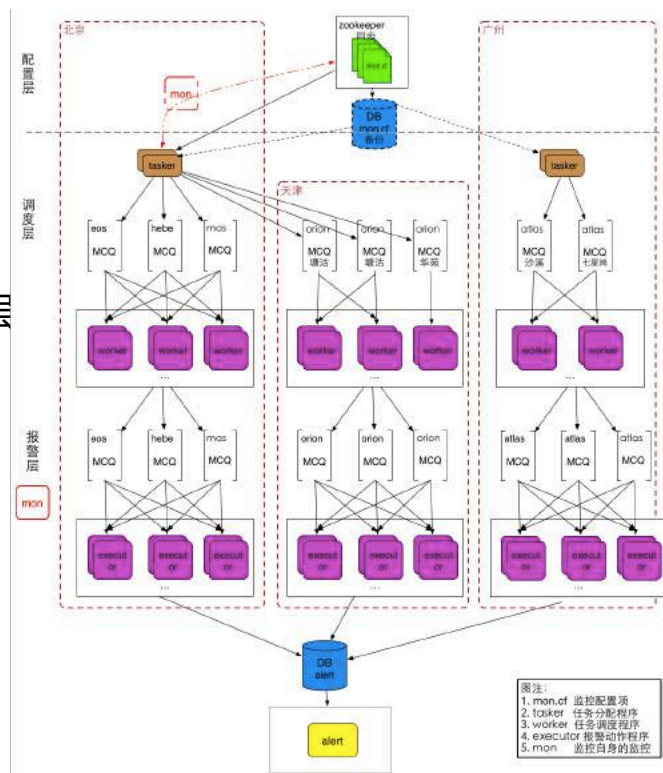 北京
广州
配置层
zookeeper
同步
mon.cf
mon
DB
mon.cf
备份
tasker
tasker
天津
调度层
eos
MCQ
hebe
MCQ
mos
MCQ
orion
MCQ
塘沽
orion
MCQ
塘沽
orion
MCQ
华苑
atlas
MCQ
沙溪
atlas
MCQ
七星岗
worker
worker
worker
...
worker
worker
worker
...
worker
worker
...
报警层
eos
MCQ
hebe
MCQ
mos
MCQ
orion
MCQ
orion
MCQ
orion
MCQ
atlas
MCQ
atlas
MCQ
atlas
MCQ
mon
execut
or
execut
or
execut
or
...
execut
or
execut
or
execut
or
...
execut
or
execut
or
execut
or
...
DB
alert
alert
图注：
1. mon.cf 监控配置项
2. tasker 任务分配程序
3. worker 任务调度程序
4. executor 报警动作程序
5. mon 监控自身的监控